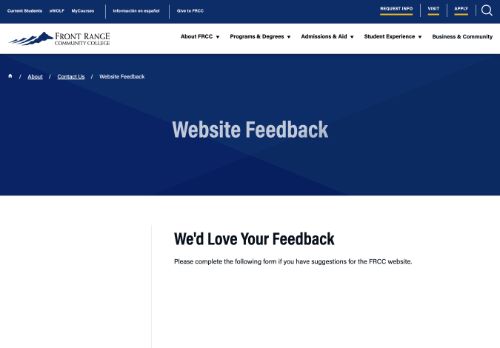 Current Students eWOLF MyCourses Información en español Give to FRCC REQUEST INFO VISIT APPLY
FRONT RANGE
COMMUNITY COLLEGE
About FRCC Programs & Degrees Admissions & Aid Student Experience Business & Community
/ About / Contact Us / Website Feedback
Website Feedback
We'd Love Your Feedback
Please complete the following form if you have suggestions for the FRCC website.